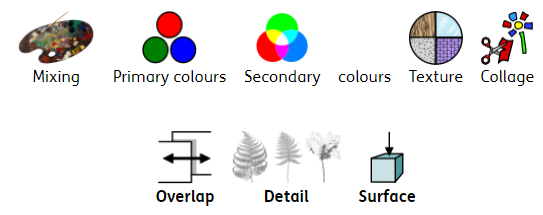 Mixing Primary colours Secondary colours Texture Collage
Overlap Detail Surface